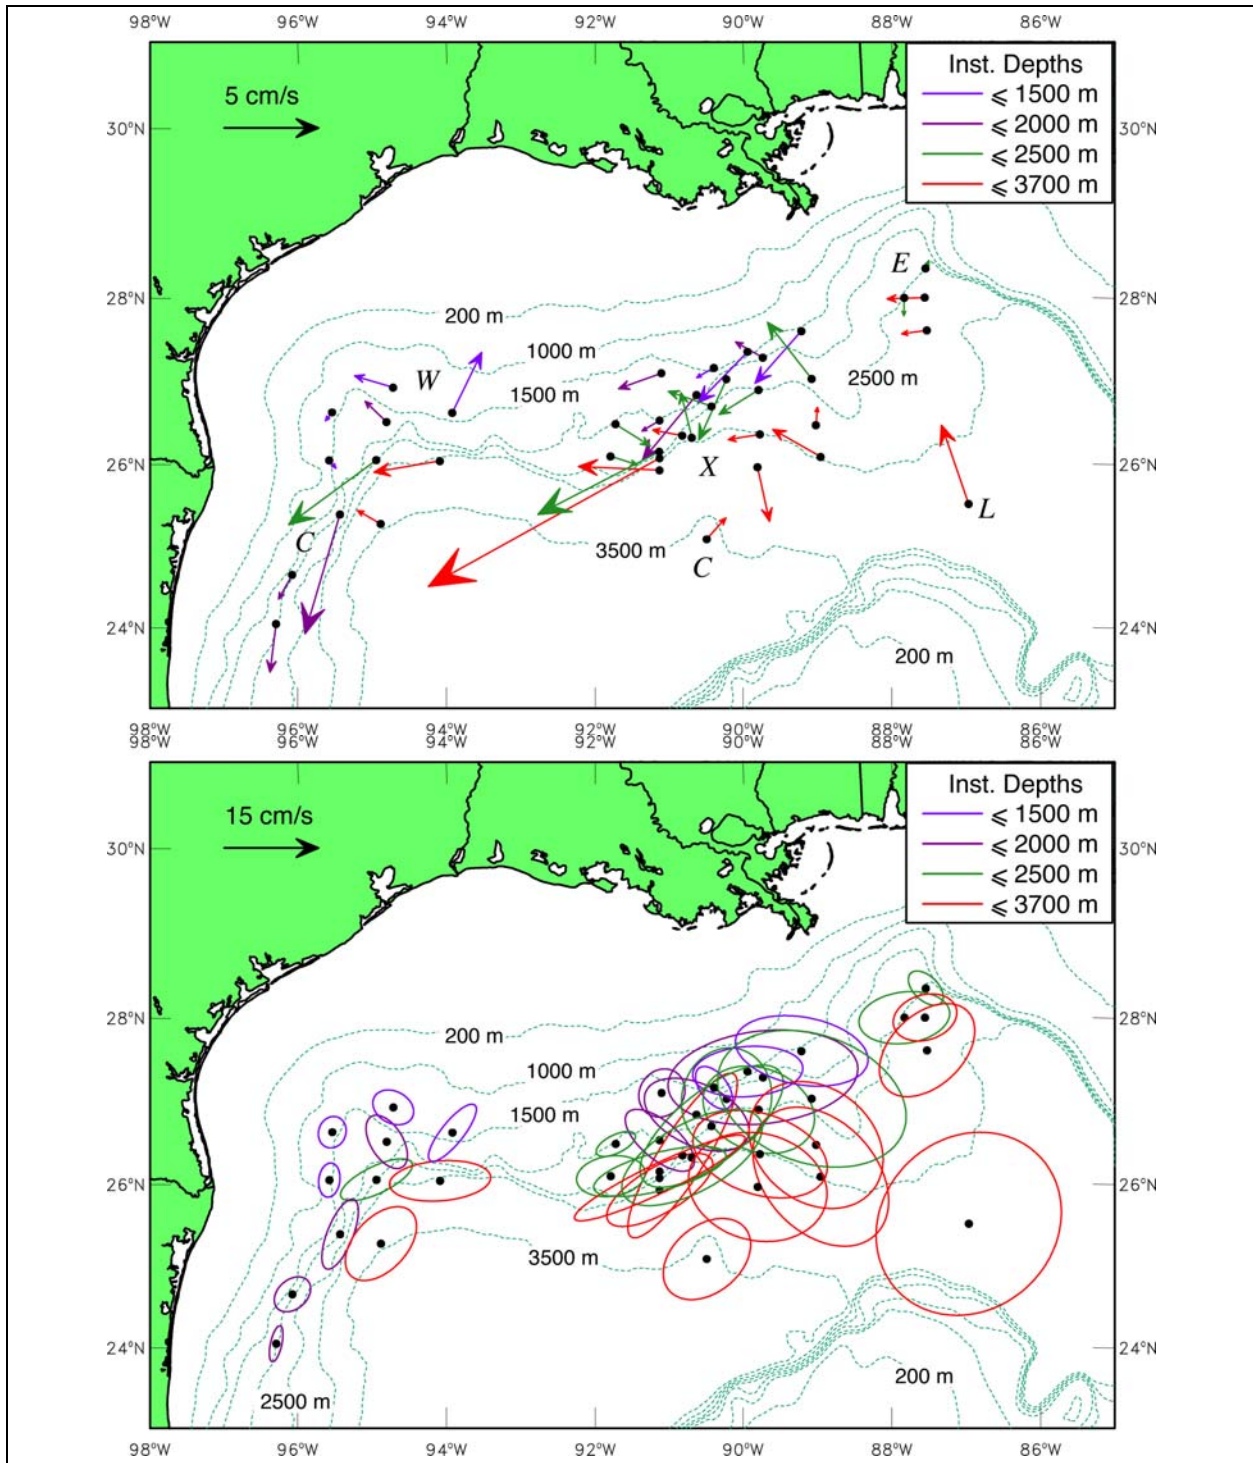 98°W 96°W 94°W 92°W 90°W 88°W 86°W
Inst. Depths
5 cm/s
⩽ 1500 m
⩽ 2000 m
30°N 30°N
⩽ 2500 m
⩽ 3700 m
E
28°N 28°N
200 m
1000 m
W
2500 m
1500 m
26°N 26°N
X
L
C
3500 m
C
24°N 24°N
200 m
98°W 96°W 94°W 92°W 90°W 88°W 86°W
98°W 96°W 94°W 92°W 90°W 88°W 86°W
Inst. Depths
15 cm/s
⩽ 1500 m
⩽ 2000 m
30°N 30°N
⩽ 2500 m
⩽ 3700 m
28°N 28°N
200 m
1000 m
1500 m
26°N 26°N
3500 m
24°N 24°N
200 m
2500 m
98°W 96°W 94°W 92°W 90°W 88°W 86°W